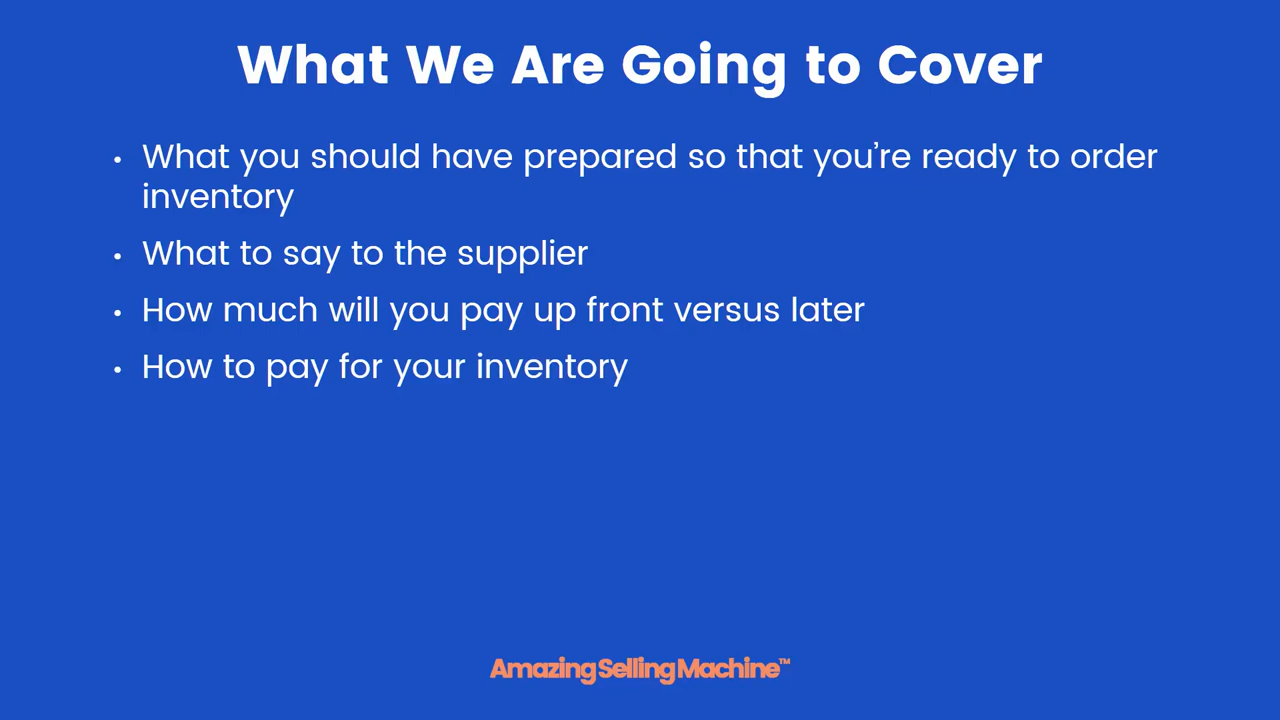 What We Are Going to Cover
• What you should have prepared so that you’re ready to order
inventory
• What to say to the supplier
• How much will you pay up front versus later
• How to pay for your inventory
AmazingSellingMachine™